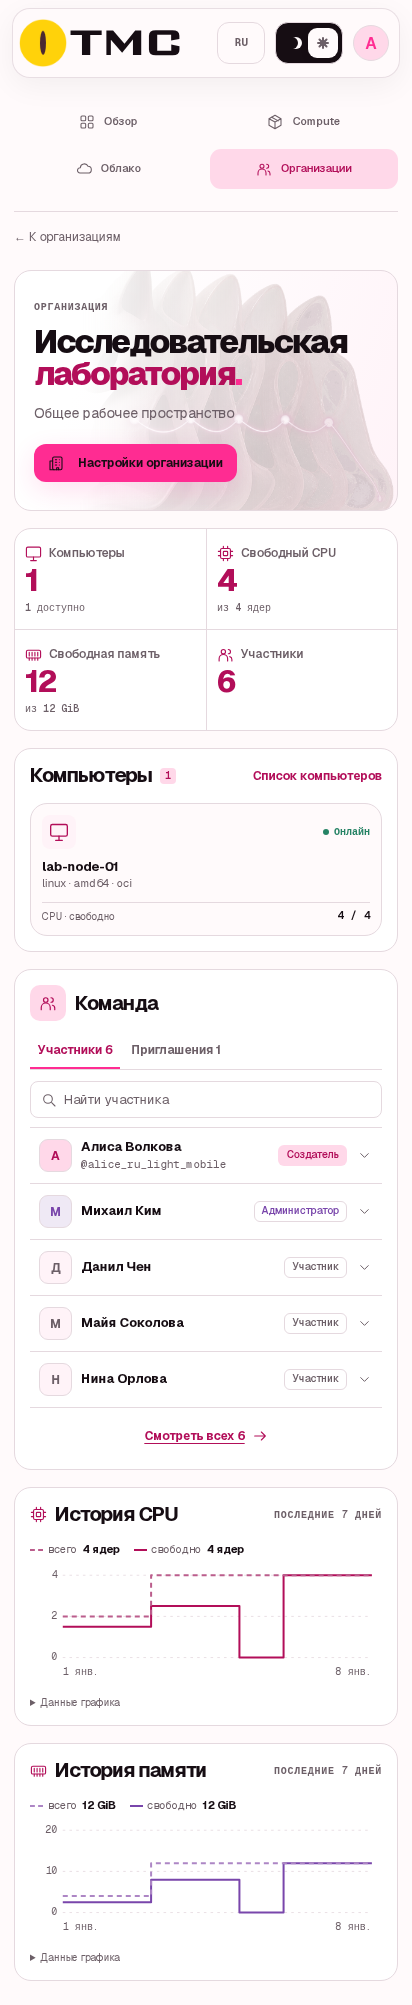 TMC
RU
A
Обзор
Compute
Облако
Организации
← К организациям
ОРГАНИЗАЦИЯ
Исследовательская
лаборатория.
Общее рабочее пространство
Настройки организации
Компьютеры
1
1 доступно
Свободный CPU
4
из 4 ядер
Свободная память
12
из 12 GiB
Участники
6
Компьютеры 1
Список компьютеров
Онлайн
lab-node-01
linux · amd64 · oci
CPU · свободно
4 / 4
Команда
Участники 6
Приглашения 1
Найти участника
А
Алиса Волкова
@alice_ru_light_mobile
Создатель
М
Михаил Ким
Администратор
Д
Данил Чен
Участник
М
Майя Соколова
Участник
Н
Нина Орлова
Участник
Смотреть всех 6 →
История CPU
ПОСЛЕДНИЕ 7 ДНЕЙ
всего 4 ядер
свободно 4 ядер
4
2
0
1 янв.
8 янв.
▶ Данные графика
История памяти
ПОСЛЕДНИЕ 7 ДНЕЙ
всего 12 GiB
свободно 12 GiB
20
10
0
1 янв.
8 янв.
▶ Данные графика